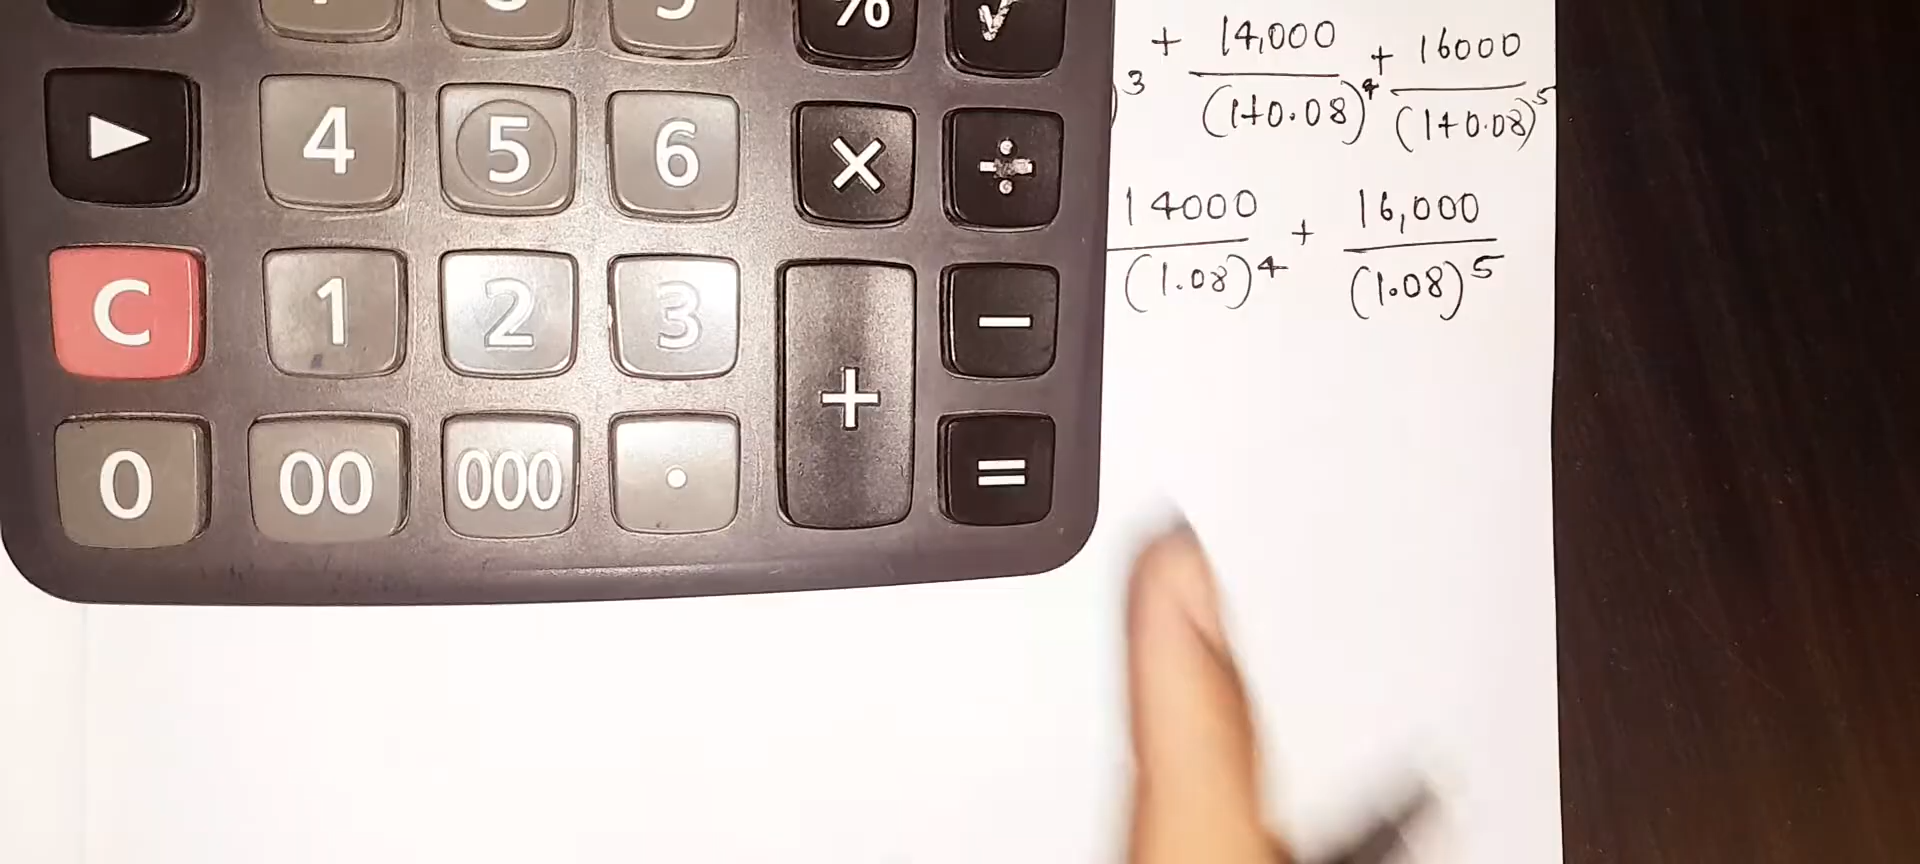 % √
▶ 4 5 6 × ÷
C 1 2 3 + −
0 00 000 . =
)³ + 14,000/(1+0.08)⁴ + 16000/(1+0.08)⁵
14000/(1.08)⁴ + 16,000/(1.08)⁵